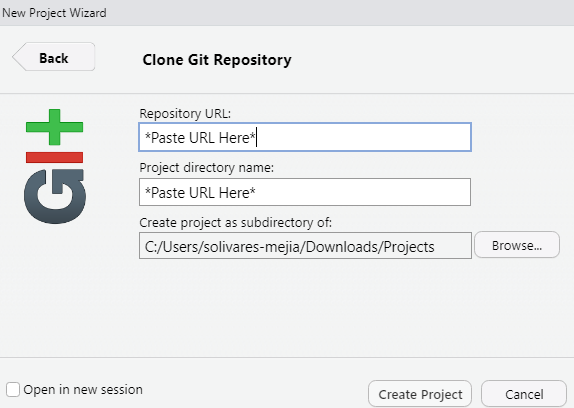 New Project Wizard
Back
Clone Git Repository
GIt
Repository URL:
*Paste URL Here*
Project directory name:
*Paste URL Here*
Create project as subdirectory of:
C:/Users/solivares-mejia/Downloads/Projects
Browse...
Open in new session
Create Project
Cancel